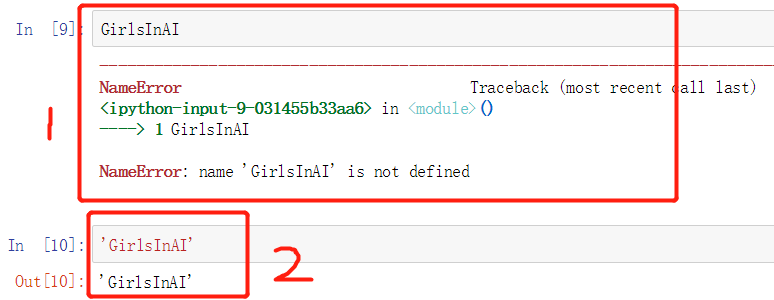 In [9]: GirlsInAI
NameError Traceback (most recent call last)
<ipython-input-9-031455b33aa6> in <module>()
----> 1 GirlsInAI
NameError: name 'GirlsInAI' is not defined
1
In [10]: 'GirlsInAI'
Out[10]: 'GirlsInAI'
2